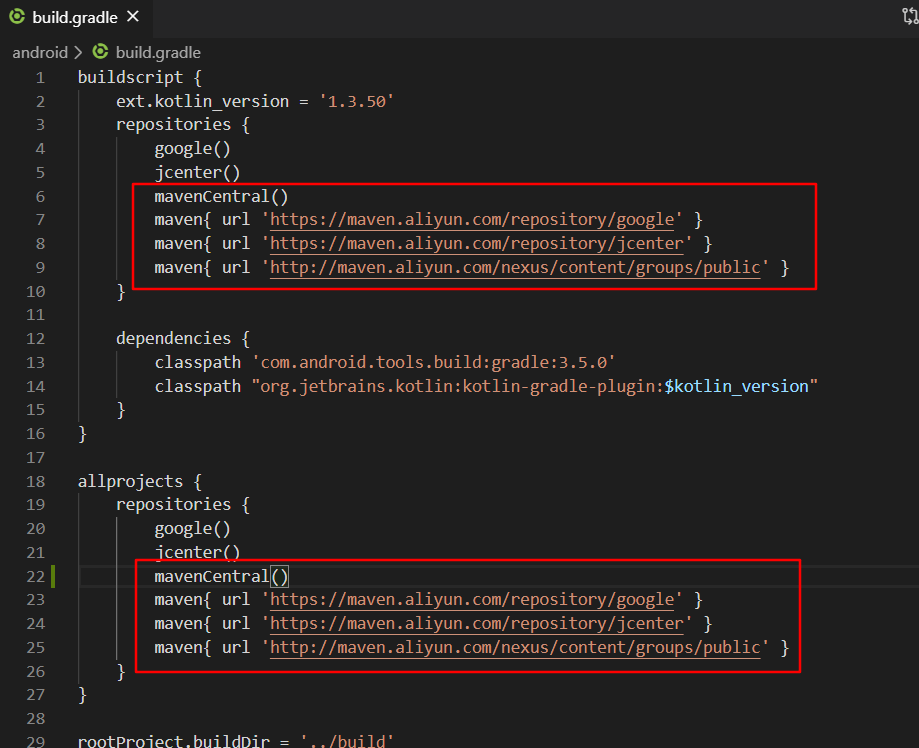 build.gradle
android > build.gradle
1 buildscript {
2 ext.kotlin_version = '1.3.50'
3 repositories {
4 google()
5 jcenter()
6 mavenCentral()
7 maven{ url 'https://maven.aliyun.com/repository/google' }
8 maven{ url 'https://maven.aliyun.com/repository/jcenter' }
9 maven{ url 'http://maven.aliyun.com/nexus/content/groups/public' }
10 }
11
12 dependencies {
13 classpath 'com.android.tools.build:gradle:3.5.0'
14 classpath "org.jetbrains.kotlin:kotlin-gradle-plugin:$kotlin_version"
15 }
16 }
17
18 allprojects {
19 repositories {
20 google()
21 jcenter()
22 mavenCentral()
23 maven{ url 'https://maven.aliyun.com/repository/google' }
24 maven{ url 'https://maven.aliyun.com/repository/jcenter' }
25 maven{ url 'http://maven.aliyun.com/nexus/content/groups/public' }
26 }
27 }
28
29 rootProject.buildDir = '../build'